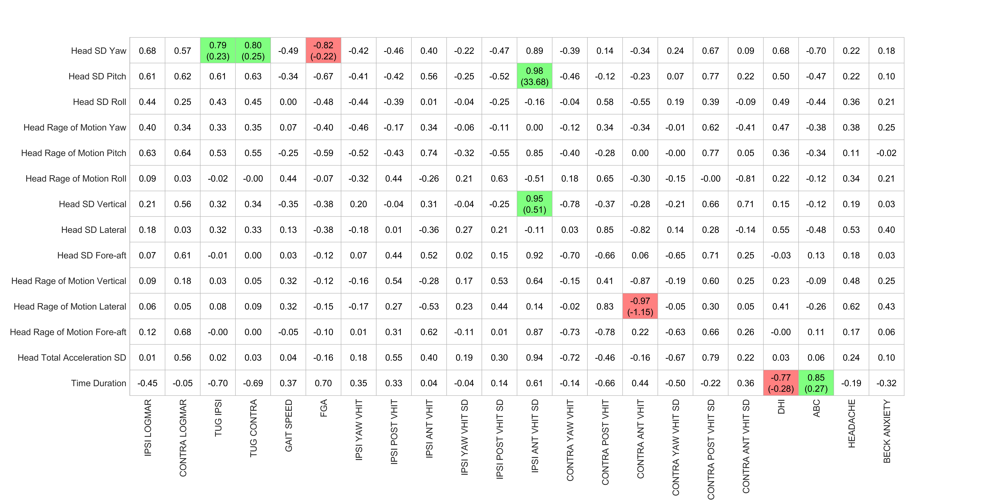 Head SD Yaw 0.68 0.57 0.79 0.80 -0.49 -0.82 -0.42 -0.46 0.40 -0.22 -0.47 0.89 -0.39 0.14 -0.34 0.24 0.67 0.09 0.68 -0.70 0.22 0.18
(0.23) (0.25) (-0.22)
Head SD Pitch 0.61 0.62 0.61 0.63 -0.34 -0.67 -0.41 -0.42 0.56 -0.25 -0.52 0.98 -0.46 -0.12 -0.23 0.07 0.77 0.22 0.50 -0.47 0.22 0.10
(33.68)
Head SD Roll 0.44 0.25 0.43 0.45 0.00 -0.48 -0.44 -0.39 0.01 -0.04 -0.25 -0.16 -0.04 0.58 -0.55 0.19 0.39 -0.09 0.49 -0.44 0.36 0.21
Head Rage of Motion Yaw 0.40 0.34 0.33 0.35 0.07 -0.40 -0.46 -0.17 0.34 -0.06 -0.11 0.00 -0.12 0.34 -0.34 -0.01 0.62 -0.41 0.47 -0.38 0.38 0.25
Head Rage of Motion Pitch 0.63 0.64 0.53 0.55 -0.25 -0.59 -0.52 -0.43 0.74 -0.32 -0.55 0.85 -0.40 -0.28 0.00 -0.00 0.77 0.05 0.36 -0.34 0.11 -0.02
Head Rage of Motion Roll 0.09 0.03 -0.02 -0.00 0.44 -0.07 -0.32 0.44 -0.26 0.21 0.63 -0.51 0.18 0.65 -0.30 -0.15 -0.00 -0.81 0.22 -0.12 0.34 0.21
Head SD Vertical 0.21 0.56 0.32 0.34 -0.35 -0.38 0.20 -0.04 0.31 -0.04 -0.25 0.95 -0.78 -0.37 -0.28 -0.21 0.66 0.71 0.15 -0.12 0.19 0.03
(0.51)
Head SD Lateral 0.18 0.03 0.32 0.33 0.13 -0.38 -0.18 0.01 -0.36 0.27 0.21 -0.11 0.03 0.85 -0.82 0.14 0.28 -0.14 0.55 -0.48 0.53 0.40
Head SD Fore-aft 0.07 0.61 -0.01 0.00 0.03 -0.12 0.07 0.44 0.52 0.02 0.15 0.92 -0.70 -0.66 0.06 -0.65 0.71 0.25 -0.03 0.13 0.18 0.03
Head Rage of Motion Vertical 0.09 0.18 0.03 0.05 0.32 -0.12 -0.16 0.54 -0.28 0.17 0.53 0.64 -0.15 0.41 -0.87 -0.19 0.60 0.25 0.23 -0.09 0.48 0.25
Head Rage of Motion Lateral 0.06 0.05 0.08 0.09 0.32 -0.15 -0.17 0.27 -0.53 0.23 0.44 0.14 -0.02 0.83 -0.97 -0.05 0.30 0.05 0.41 -0.26 0.62 0.43
(-1.15)
Head Rage of Motion Fore-aft 0.12 0.68 -0.00 0.00 -0.05 -0.10 0.01 0.31 0.62 -0.11 0.01 0.87 -0.73 -0.78 0.22 -0.63 0.66 0.26 -0.00 0.11 0.17 0.06
Head Total Acceleration SD 0.01 0.56 0.02 0.03 0.04 -0.16 0.18 0.55 0.40 0.19 0.30 0.94 -0.72 -0.46 -0.16 -0.67 0.79 0.22 0.03 0.06 0.24 0.10
Time Duration -0.45 -0.05 -0.70 -0.69 0.37 0.70 0.35 0.33 0.04 -0.04 0.14 0.61 -0.14 -0.66 0.44 -0.50 -0.22 0.36 -0.77 0.85 -0.19 -0.32
(-0.28) (0.27)
IPSI LOGMAR
CONTRA LOGMAR
TUG IPSI
TUG CONTRA
GAIT SPEED
FGA
IPSI YAW VHIT
IPSI POST VHIT
IPSI ANT VHIT
IPSI YAW VHIT SD
IPSI POST VHIT SD
IPSI ANT VHIT SD
CONTRA YAW VHIT
CONTRA POST VHIT
CONTRA ANT VHIT
CONTRA YAW VHIT SD
CONTRA POST VHIT SD
CONTRA ANT VHIT SD
DHI
ABC
HEADACHE
BECK ANXIETY